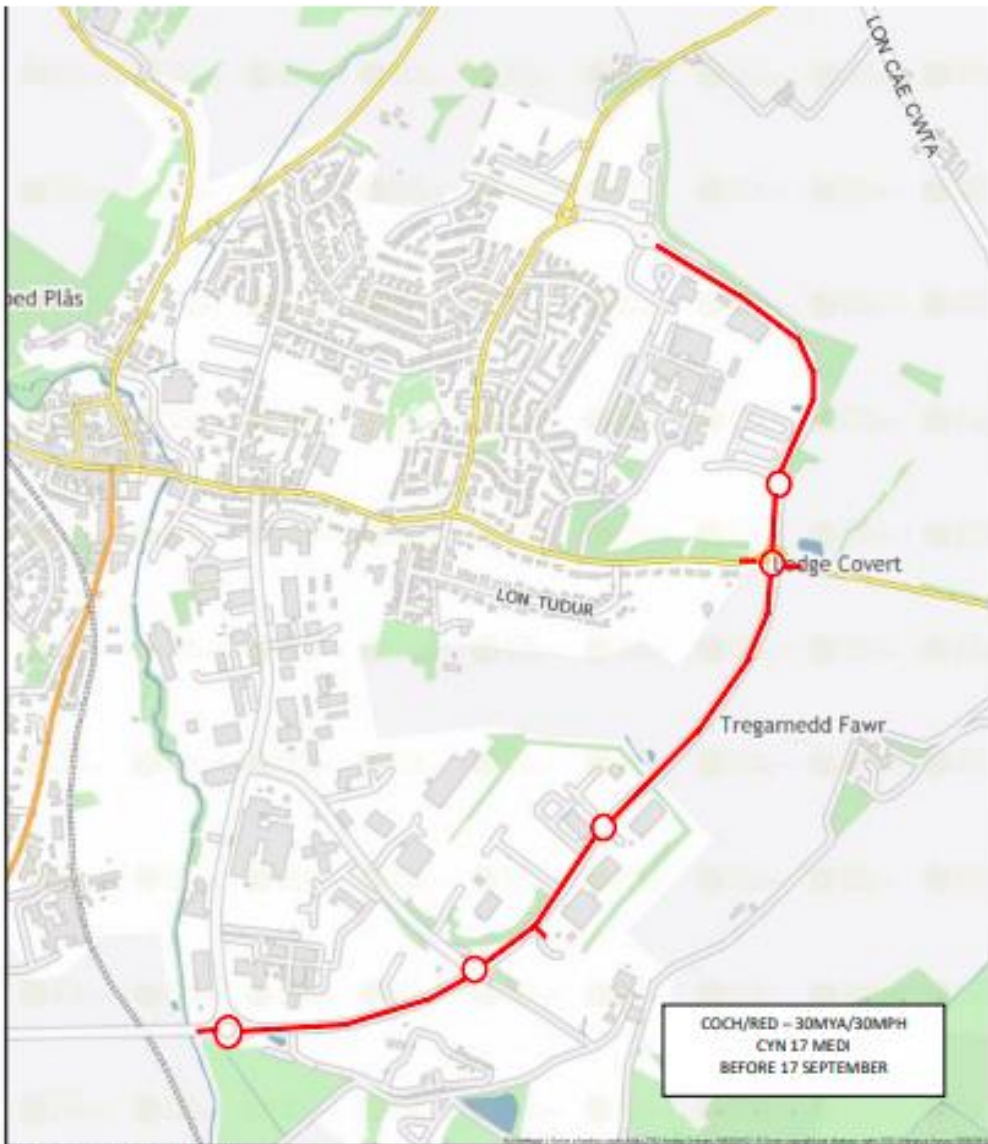 LON CAE CWTA
ped Plâs
Lodge Covert
LON TUDUR
Tregarnedd Fawr
COCH/RED – 30MYA/30MPH
CYN 17 MEDI
BEFORE 17 SEPTEMBER